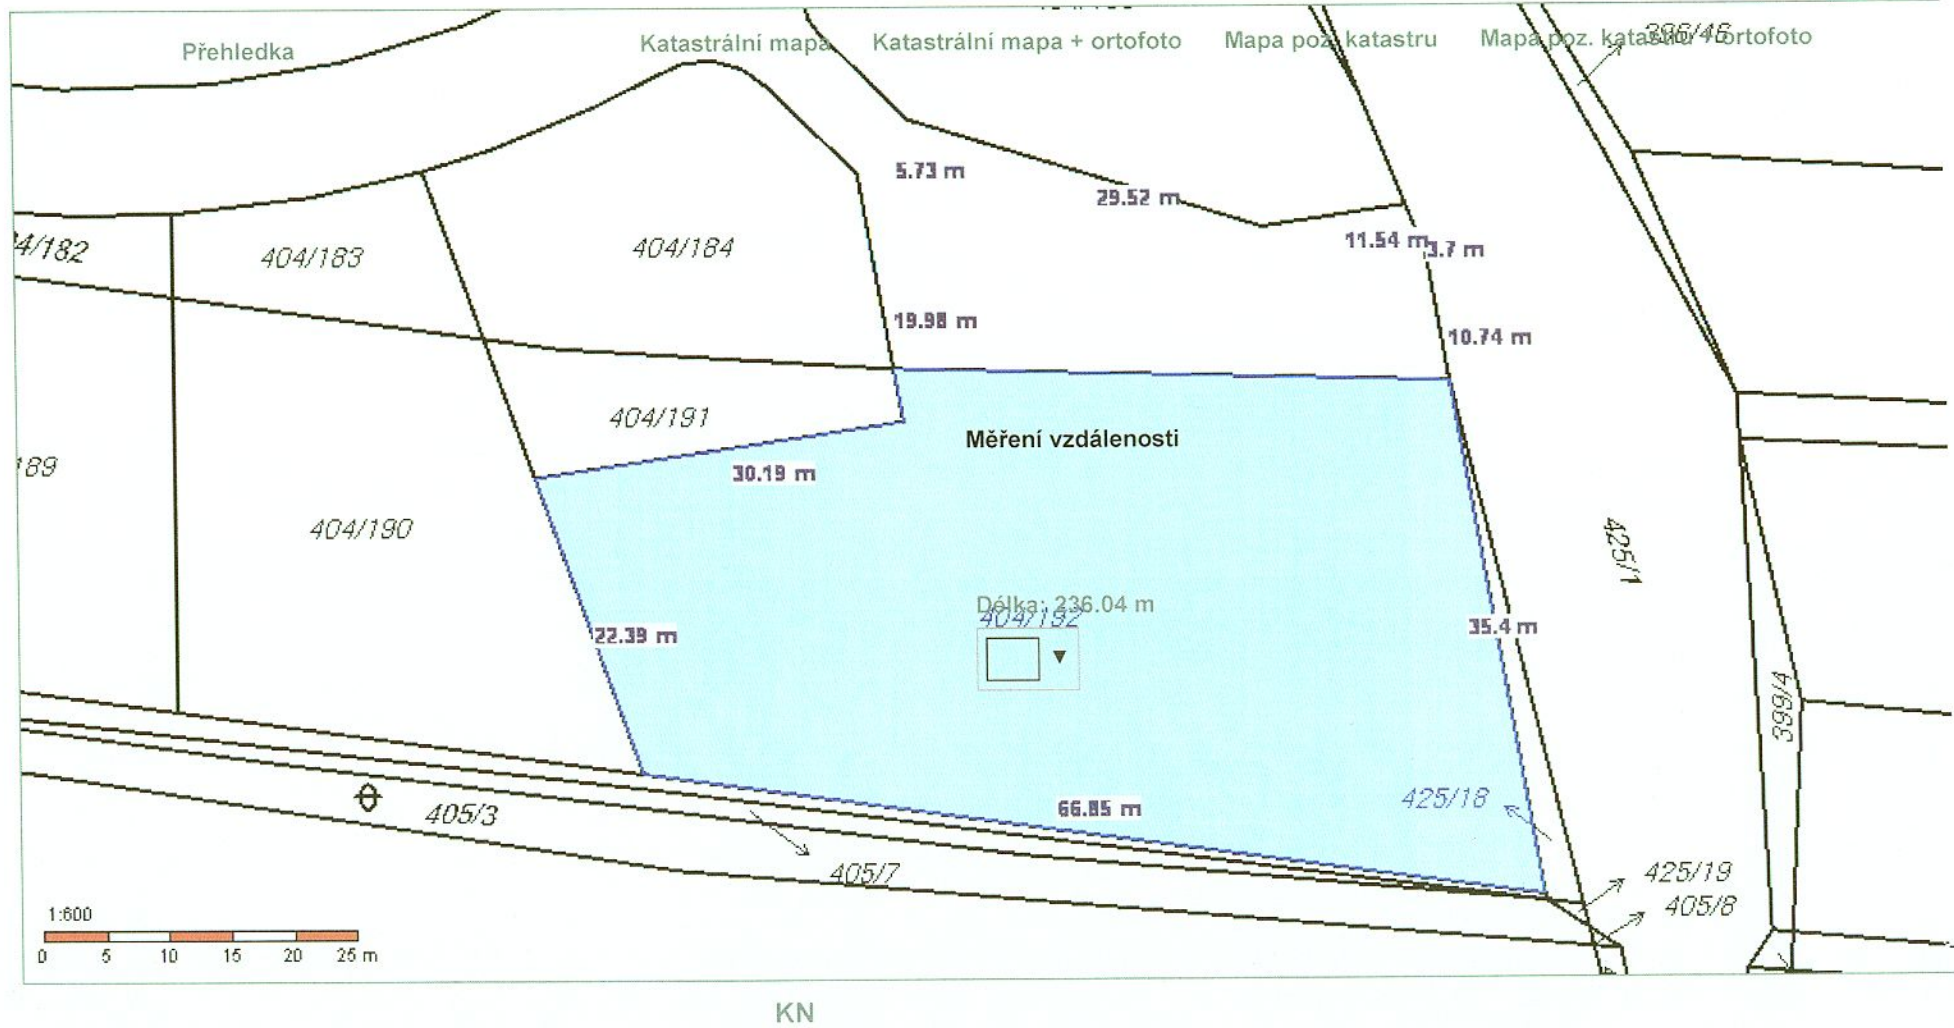 Přehledka
Katastrální mapa
Katastrální mapa + ortofoto
Mapa poz. katastru
Mapa poz. katastru + ortofoto
5.73 m
29.52 m
11.54 m
3.7 m
4/182
404/183
404/184
19.98 m
10.74 m
404/191
Měření vzdálenosti
189
30.19 m
404/190
425/1
Délka: 236.04 m
404/192
22.39 m
35.4 m
399/4
425/18
66.85 m
405/3
405/7
425/19
405/8
1:600
0 5 10 15 20 25 m
KN